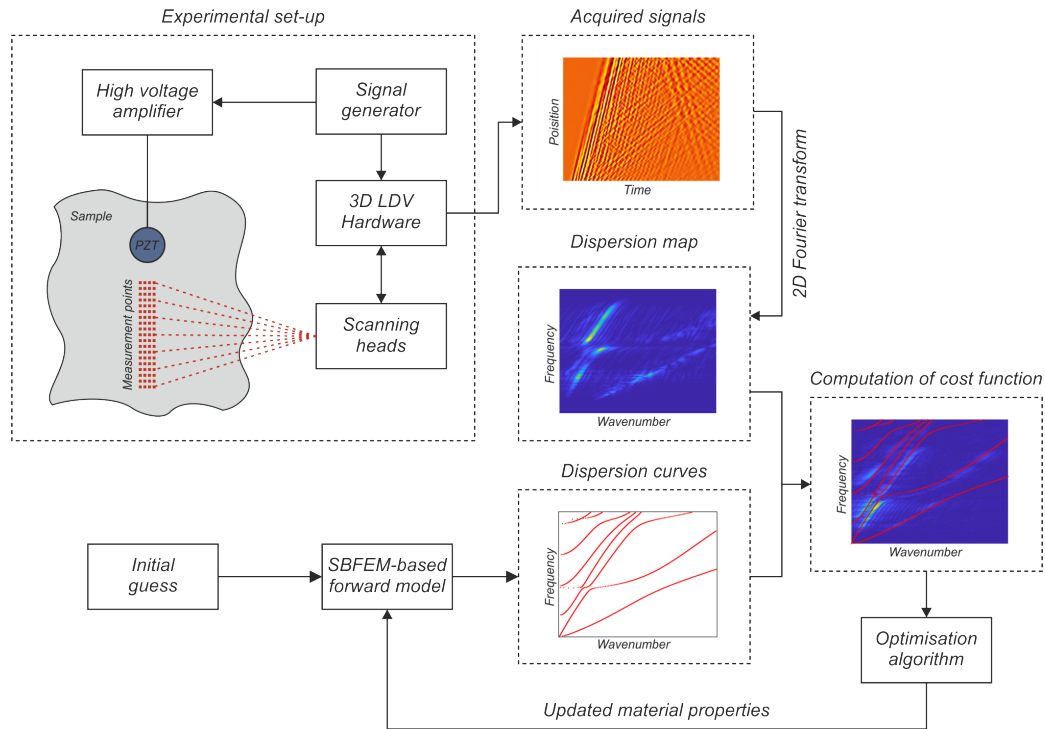 Experimental set-up
High voltage
amplifier
Signal
generator
3D LDV
Hardware
Scanning
heads
Sample
PZT
Measurement points
Acquired signals
Poisition
Time
2D Fourier transform
Dispersion map
Frequency
Wavenumber
Computation of cost function
Frequency
Wavenumber
Dispersion curves
Frequency
Wavenumber
Initial
guess
SBFEM-based
forward model
Optimisation
algorithm
Updated material properties